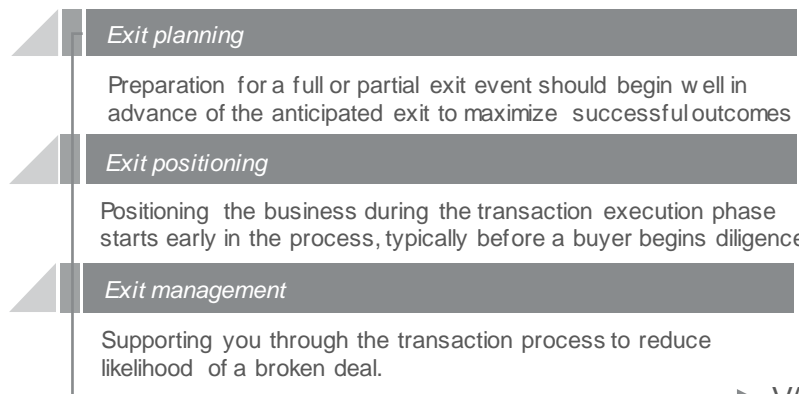 Exit planning
Preparation for a full or partial exit event should begin well in
advance of the anticipated exit to maximize successful outcomes
Exit positioning
Positioning the business during the transaction execution phase
starts early in the process, typically before a buyer begins diligence
Exit management
Supporting you through the transaction process to reduce
likelihood of a broken deal.